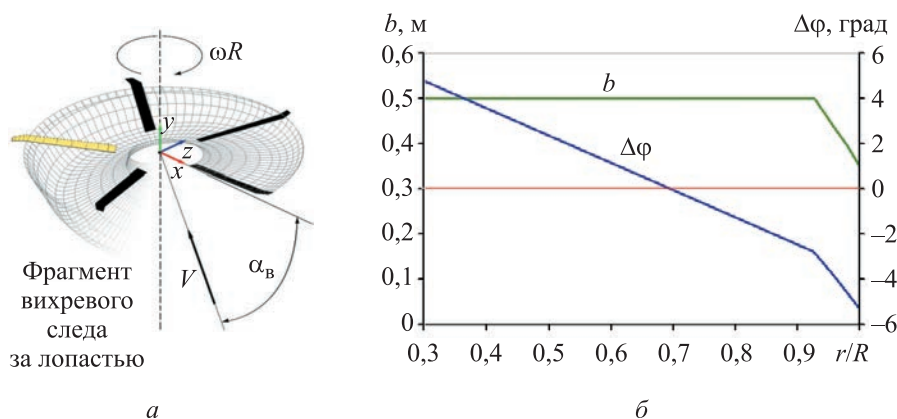 ωR
y
z
x
V
αв
Фрагмент
вихревого
следа
за лопастью
а
b, м
Δφ, град
0,6
0,5
0,4
0,3
0,2
0,1
0
b
Δφ
6
4
2
0
–2
–4
–6
0,3 0,4 0,5 0,6 0,7 0,8 0,9 r/R
б